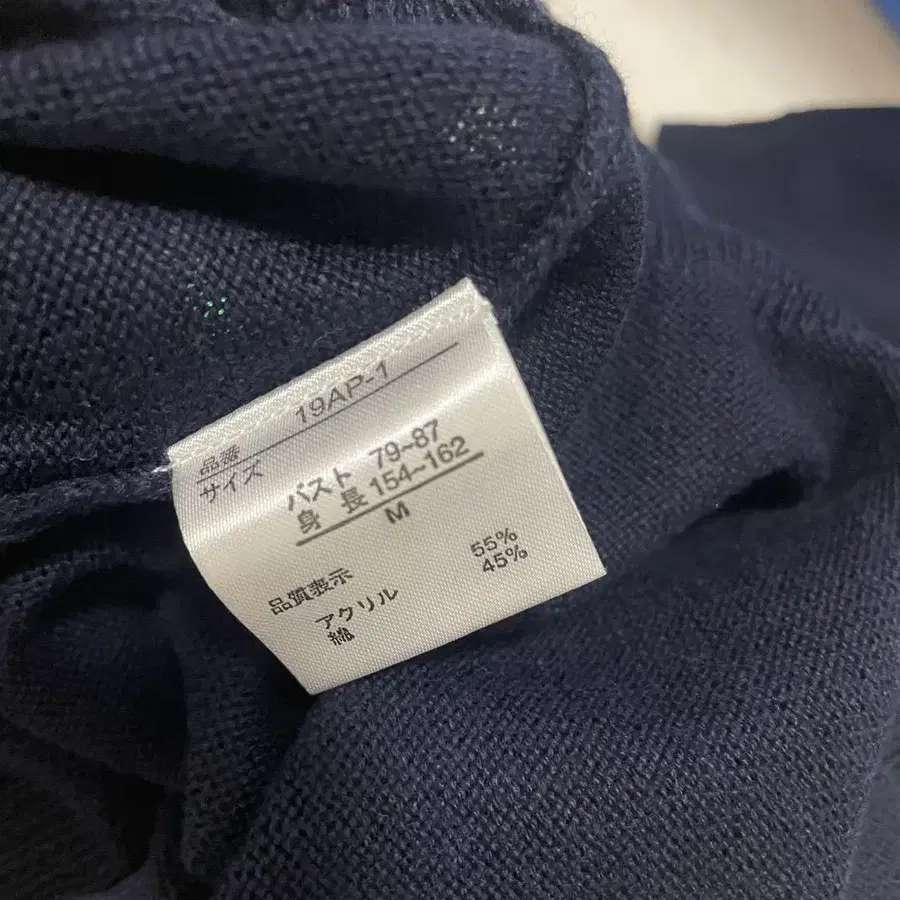 品番 19AP-1
サイズ
バスト 79~87
身長 154~162
M
品質表示
アクリル 55%
綿 45%